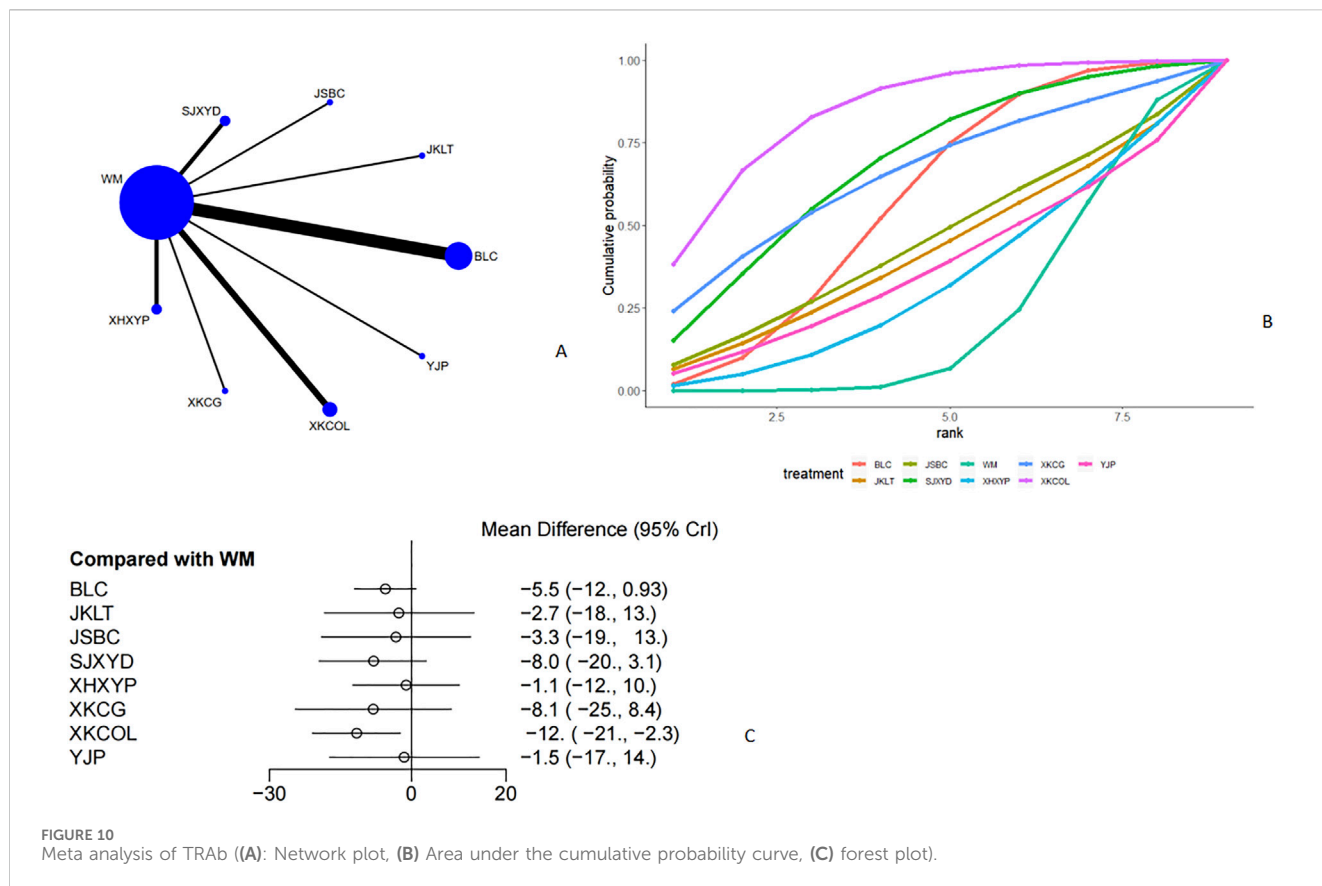 JSBC
SJXYD
JKLT
WM
BLC
XHXYP
YJP
XKCG
XKCOL
A
1.00
0.75
0.50
0.25
0.00
Cumulative probability
2.5 5.0 7.5
rank
B
treatment BLC JSBC WM XKCG YJP
JKLT SJXYD XHXYP XKCOL
Mean Difference (95% CrI)
Compared with WM
BLC −5.5 (−12., 0.93)
JKLT −2.7 (−18., 13.)
JSBC −3.3 (−19., 13.)
SJXYD −8.0 ( −20., 3.1)
XHXYP −1.1 (−12., 10.)
XKCG −8.1 ( −25., 8.4)
XKCOL −12. ( −21., −2.3)
YJP −1.5 (−17., 14.)
C
−30 0 20
FIGURE 10
Meta analysis of TRAb ((A): Network plot, (B) Area under the cumulative probability curve, (C) forest plot).